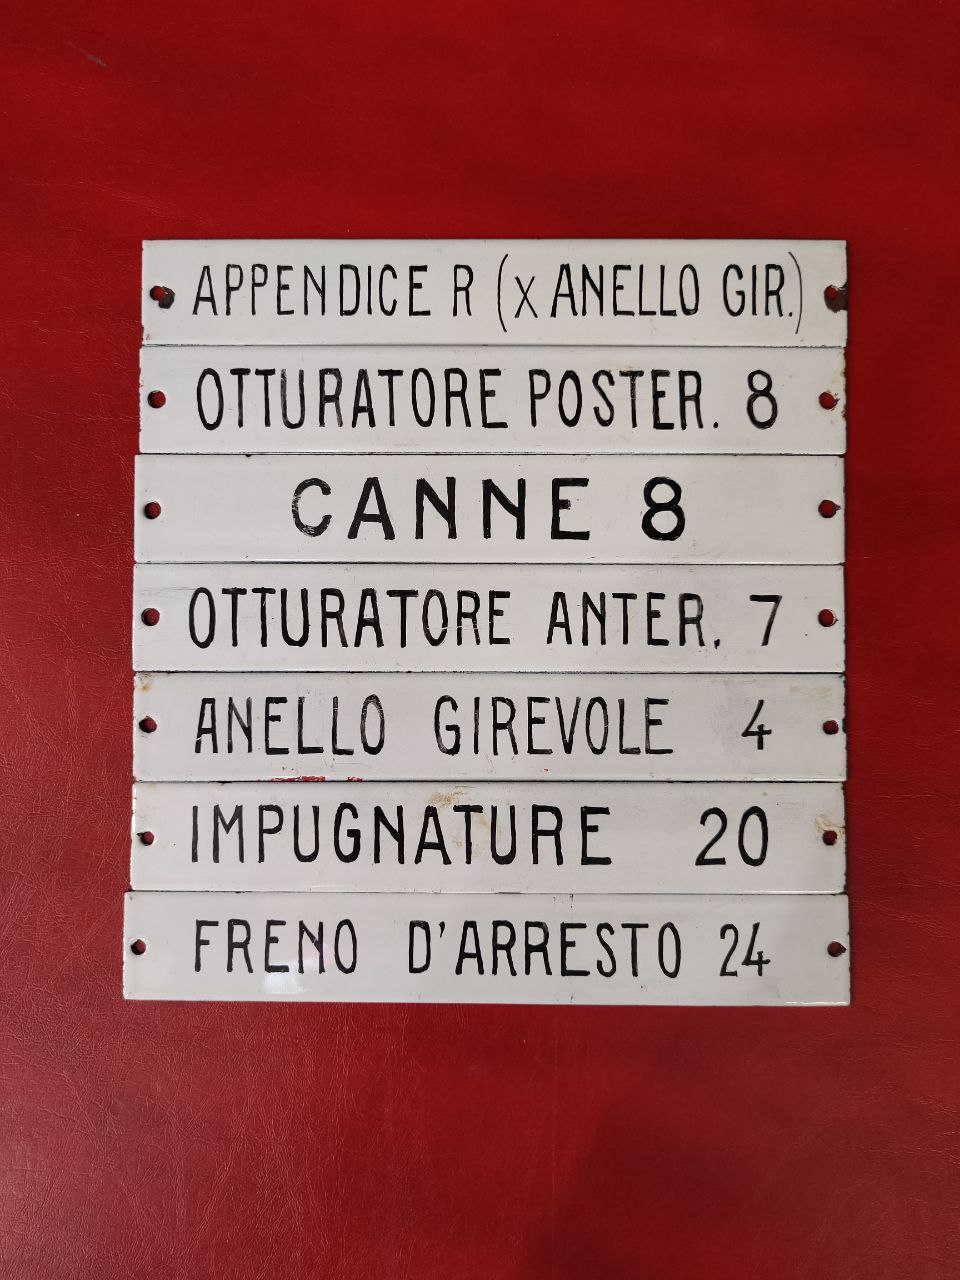 APPENDICE R (x ANELLO GIR.)
OTTURATORE POSTER. 8
CANNE 8
OTTURATORE ANTER. 7
ANELLO GIREVOLE 4
IMPUGNATURE 20
FRENO D'ARRESTO 24